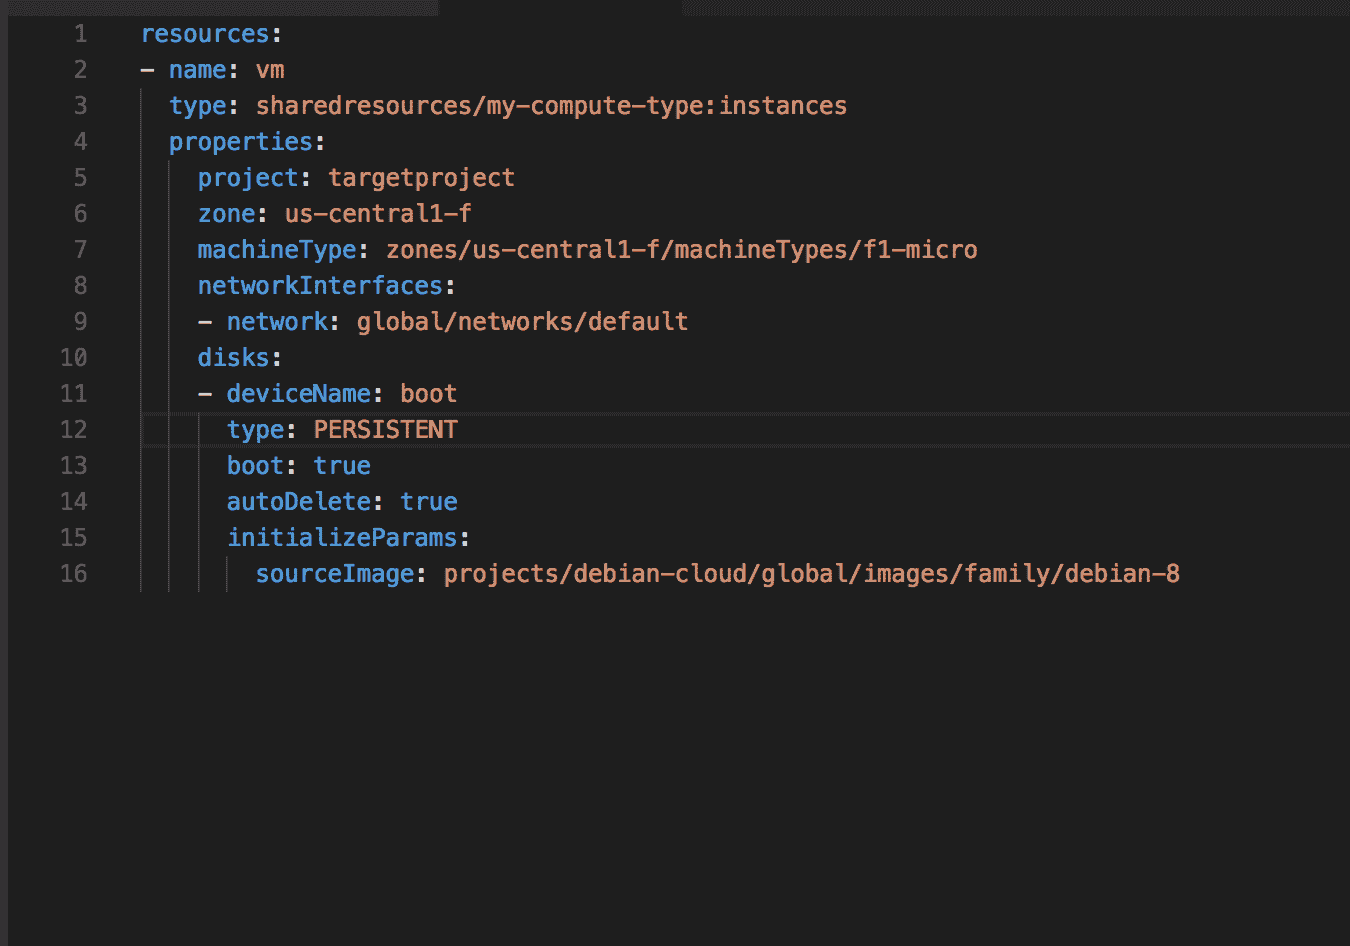 1 resources:
2 - name: vm
3   type: sharedresources/my-compute-type:instances
4   properties:
5     project: targetproject
6     zone: us-central1-f
7     machineType: zones/us-central1-f/machineTypes/f1-micro
8     networkInterfaces:
9     - network: global/networks/default
10     disks:
11     - deviceName: boot
12       type: PERSISTENT
13       boot: true
14       autoDelete: true
15       initializeParams:
16         sourceImage: projects/debian-cloud/global/images/family/debian-8